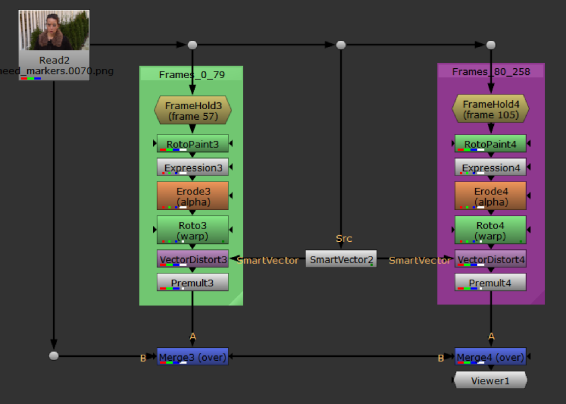 Read2
need_markers.0070.png
Frames_0_79
Frames_80_258
FrameHold3
(frame 57)
FrameHold4
(frame 105)
RotoPaint3
RotoPaint4
Expression3
Expression4
Erode3
(alpha)
Erode4
(alpha)
Roto3
(warp)
Roto4
(warp)
Src
VectorDistort3
SmartVector
SmartVector2
SmartVector
VectorDistort4
Premult3
Premult4
A
A
B
Merge3 (over)
B
Merge4 (over)
Viewer1